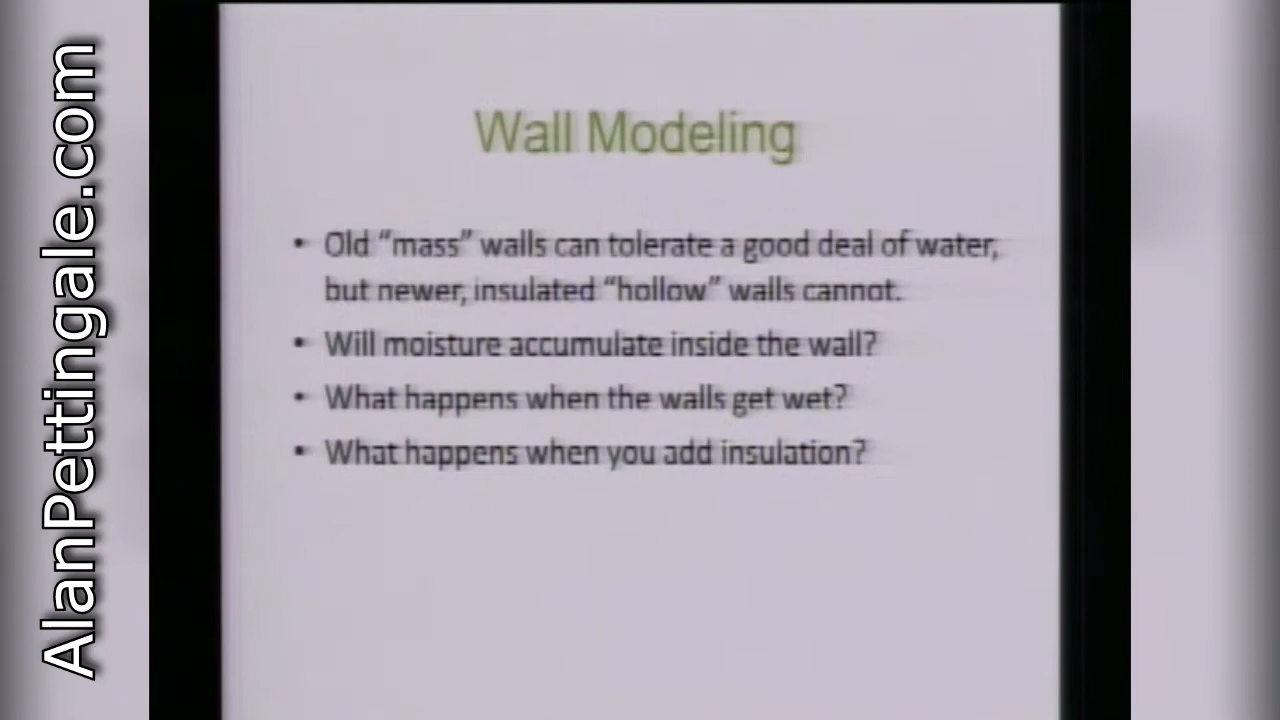 AlanPettingale.com
Wall Modeling
• Old “mass” walls can tolerate a good deal of water,
but newer, insulated “hollow” walls cannot.
• Will moisture accumulate inside the wall?
• What happens when the walls get wet?
• What happens when you add insulation?